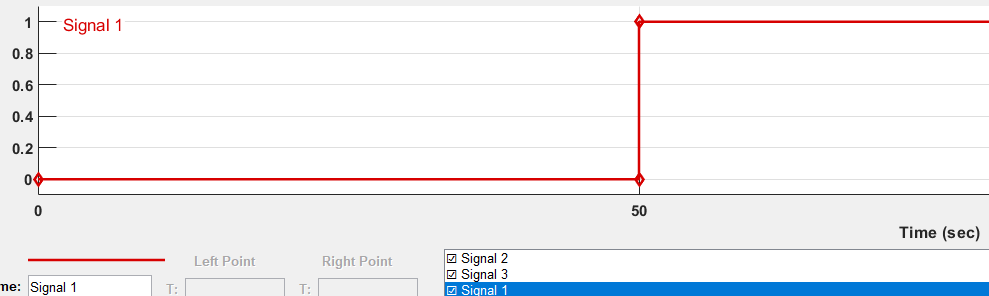 1
Signal 1
0.8
0.6
0.4
0.2
0
0
50
Time (sec)
Left Point
Right Point
me:
Signal 1
T:
T:
Signal 2
Signal 3
Signal 1